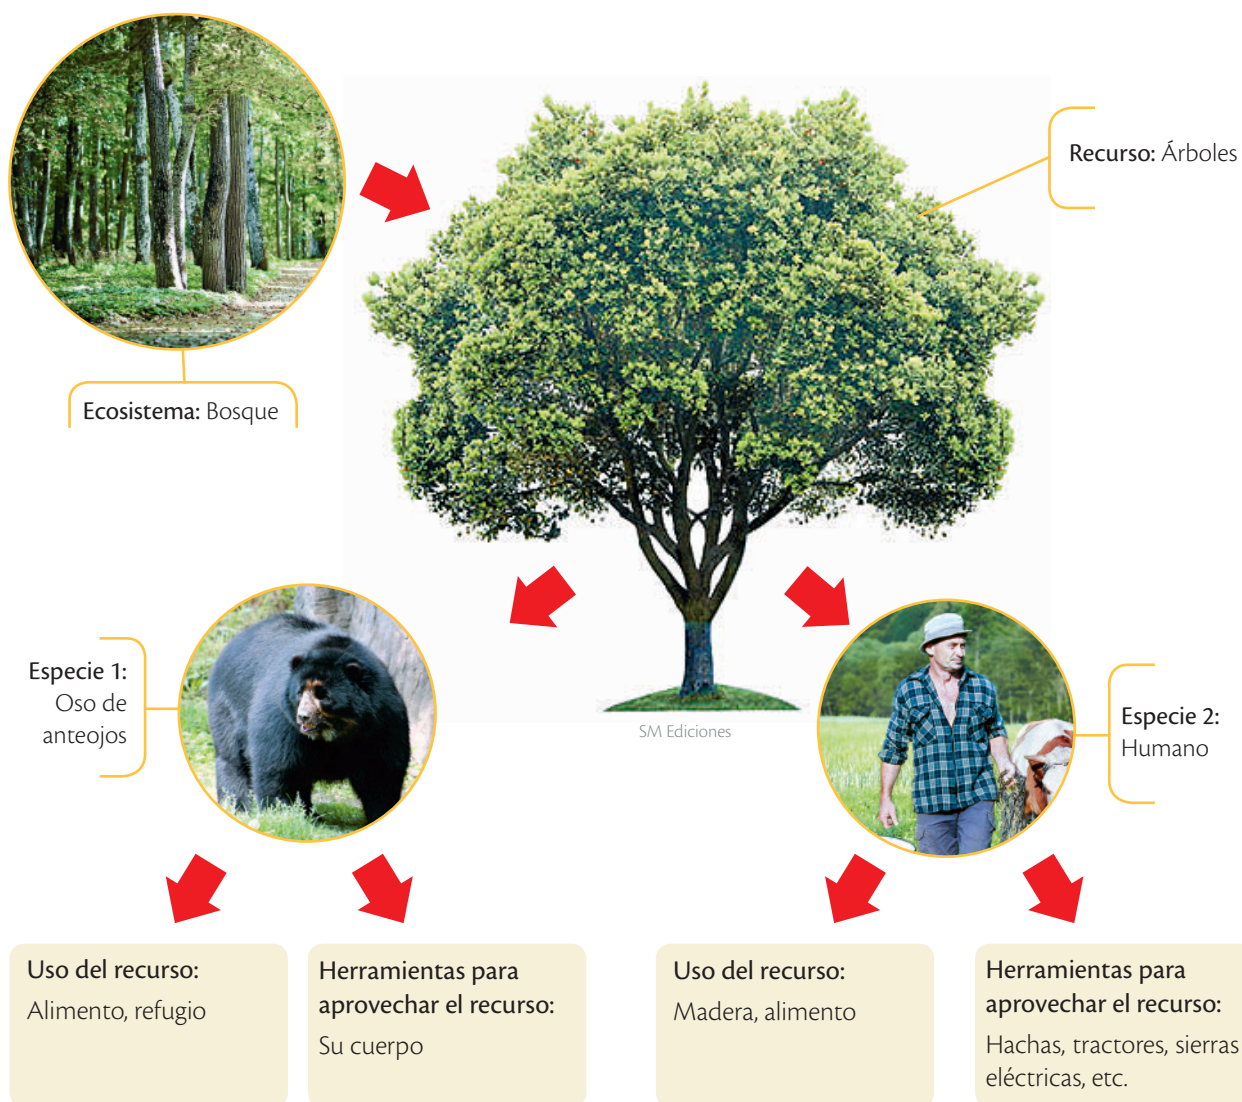 Recurso: Árboles
Ecosistema: Bosque
Especie 1:
Oso de
anteojos
SM Ediciones
Especie 2:
Humano
Uso del recurso:
Alimento, refugio
Herramientas para
aprovechar el recurso:
Su cuerpo
Uso del recurso:
Madera, alimento
Herramientas para
aprovechar el recurso:
Hachas, tractores, sierras
eléctricas, etc.